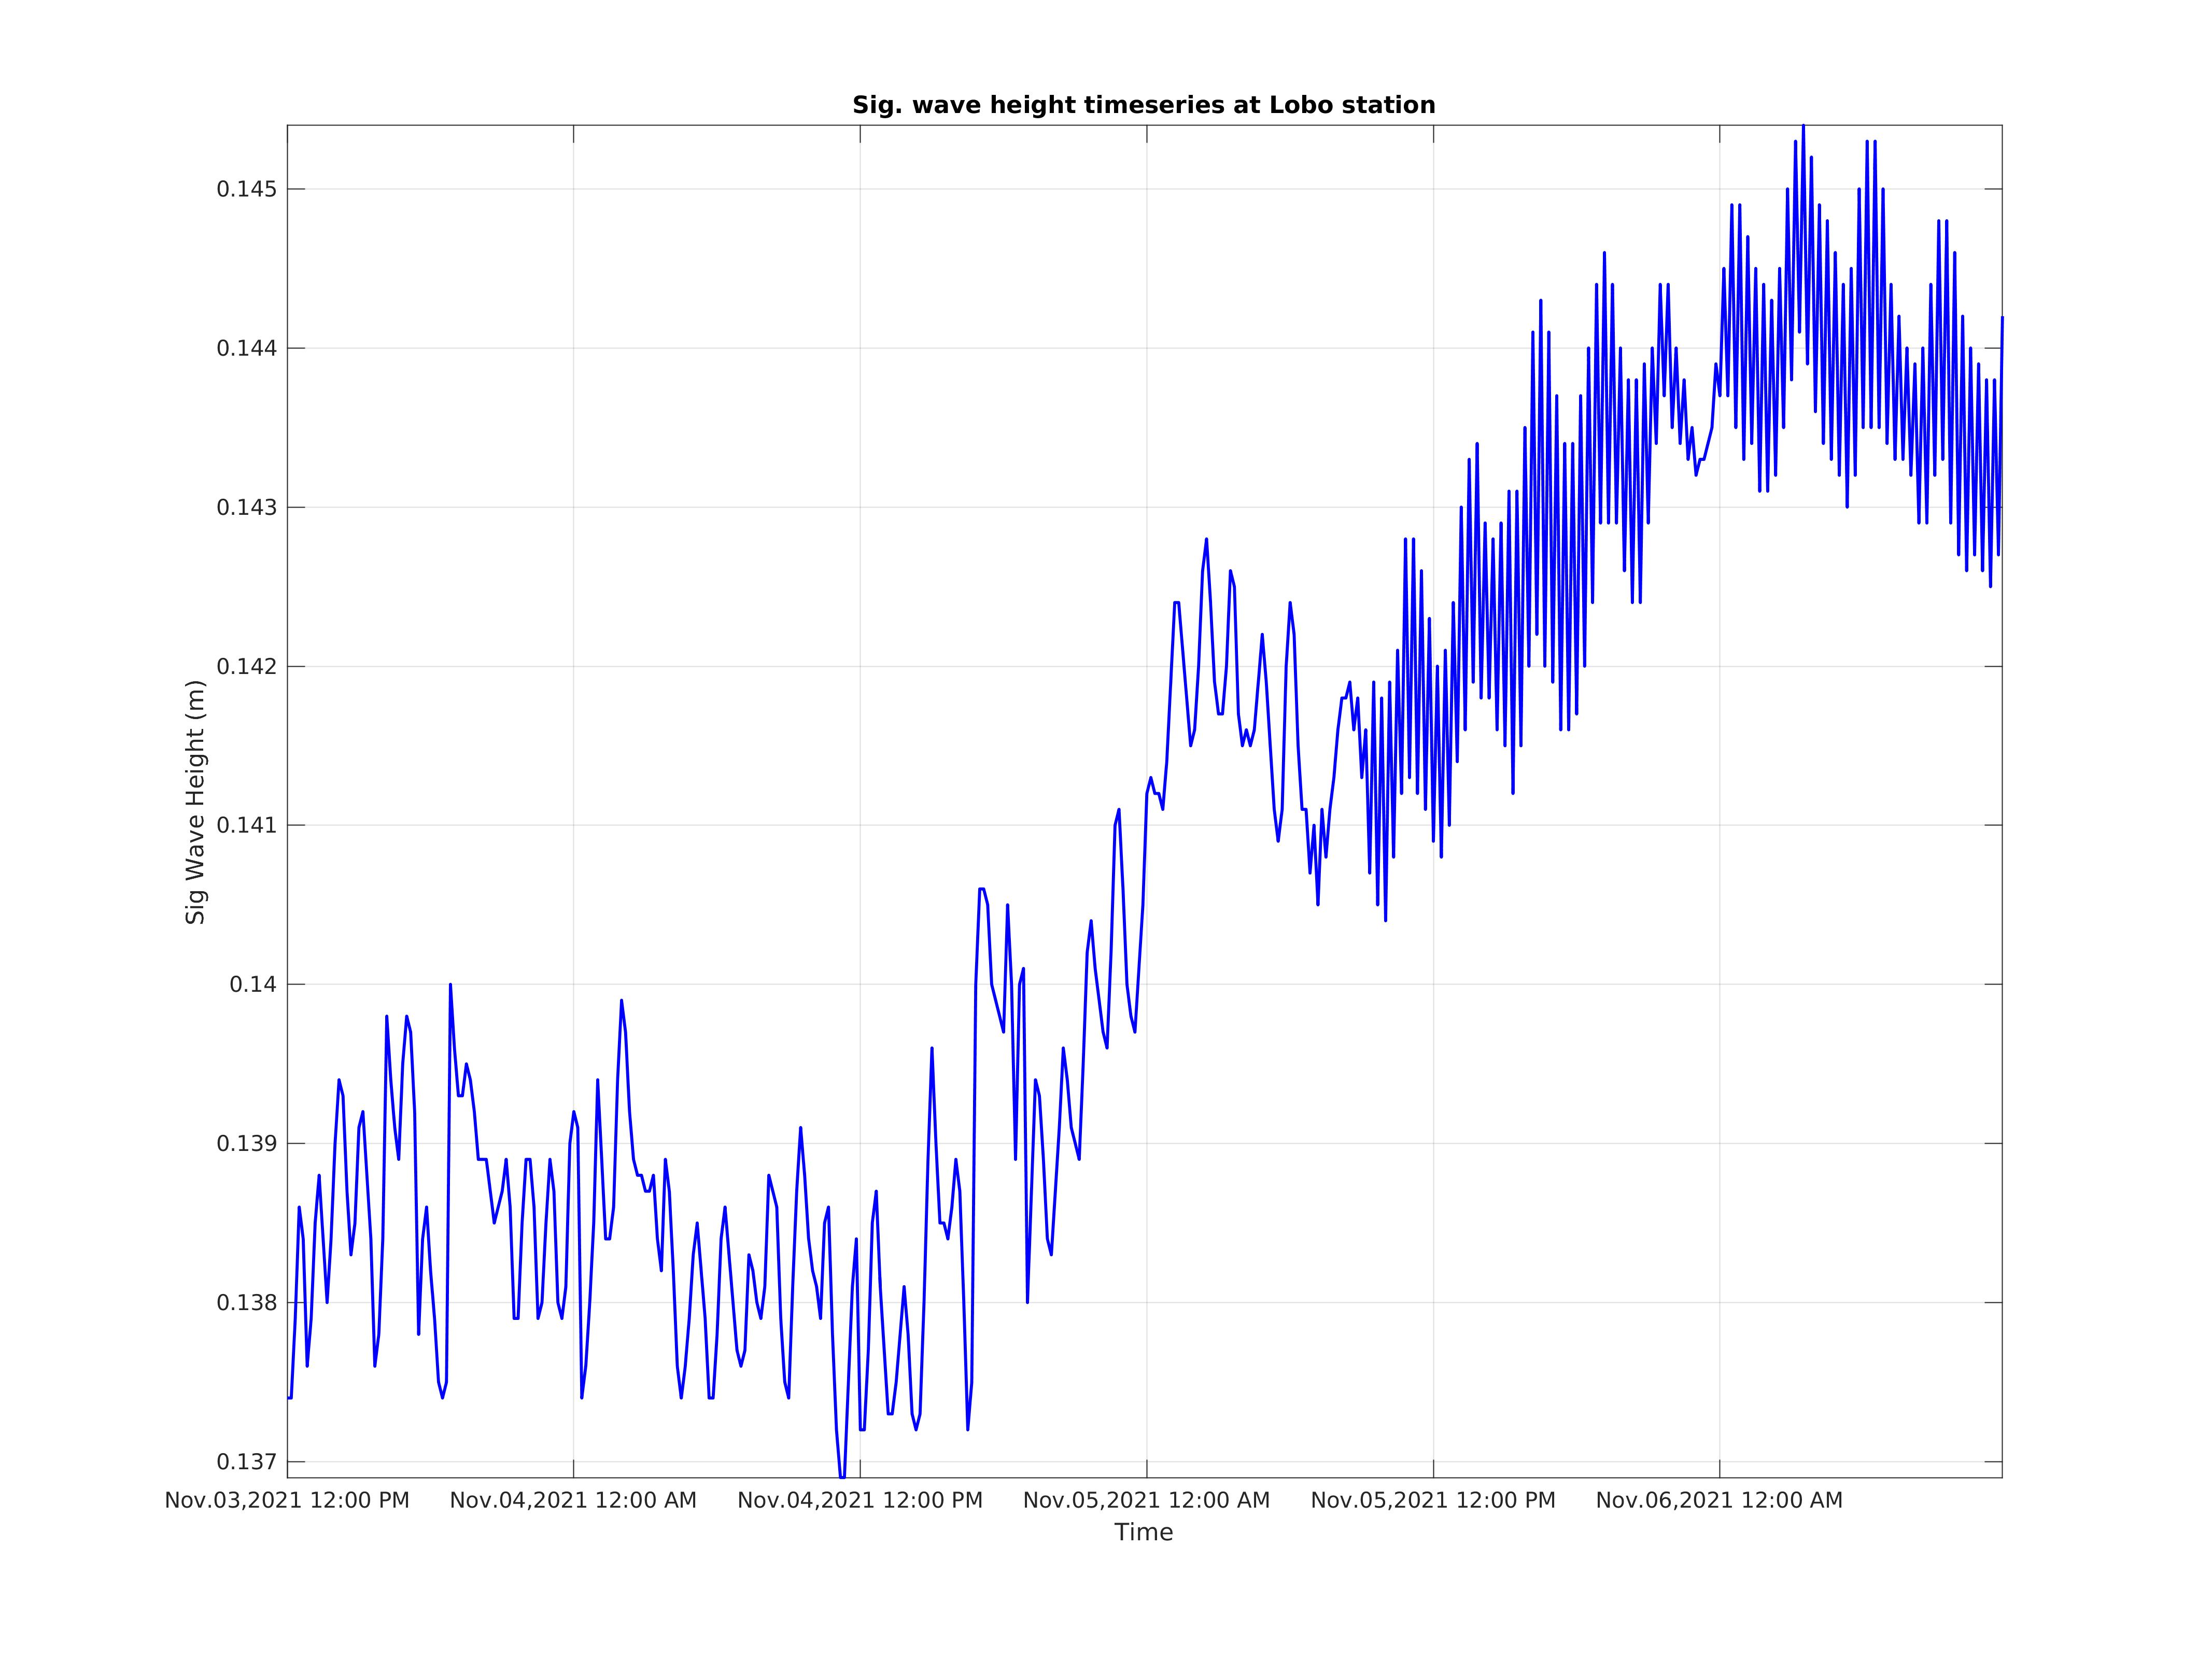 Sig. wave height timeseries at Lobo station
0.145
0.144
0.143
0.142
0.141
0.14
0.139
0.138
0.137
Sig Wave Height (m)
Nov.03,2021 12:00 PM Nov.04,2021 12:00 AM Nov.04,2021 12:00 PM Nov.05,2021 12:00 AM Nov.05,2021 12:00 PM Nov.06,2021 12:00 AM
Time